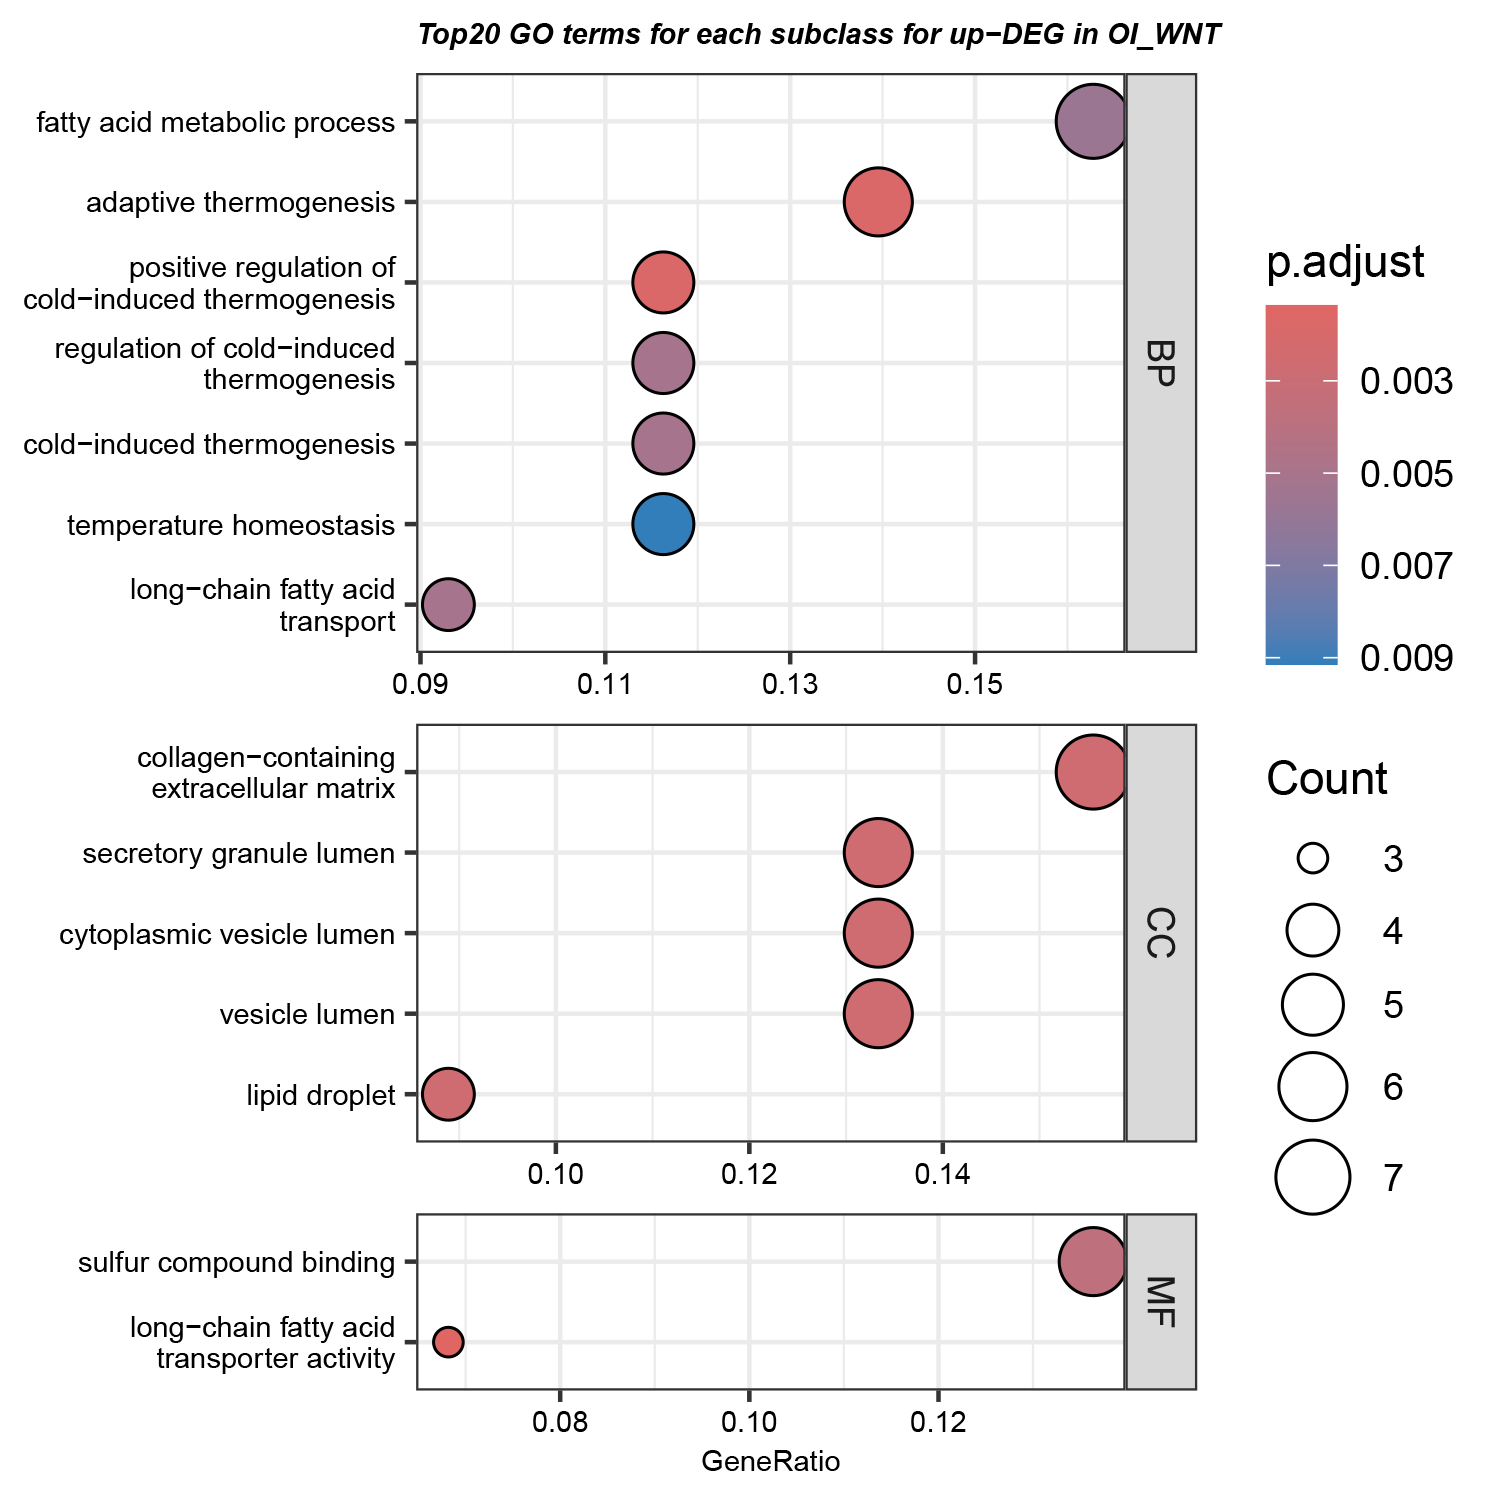 Top20 GO terms for each subclass for up−DEG in OI_WNT
fatty acid metabolic process
adaptive thermogenesis
positive regulation of
cold−induced thermogenesis
regulation of cold−induced
thermogenesis
cold−induced thermogenesis
temperature homeostasis
long−chain fatty acid
transport
BP
0.09
0.11
0.13
0.15
collagen−containing
extracellular matrix
secretory granule lumen
cytoplasmic vesicle lumen
vesicle lumen
lipid droplet
CC
0.10
0.12
0.14
sulfur compound binding
long−chain fatty acid
transporter activity
MF
0.08
0.10
0.12
GeneRatio
p.adjust
0.003
0.005
0.007
0.009
Count
3
4
5
6
7